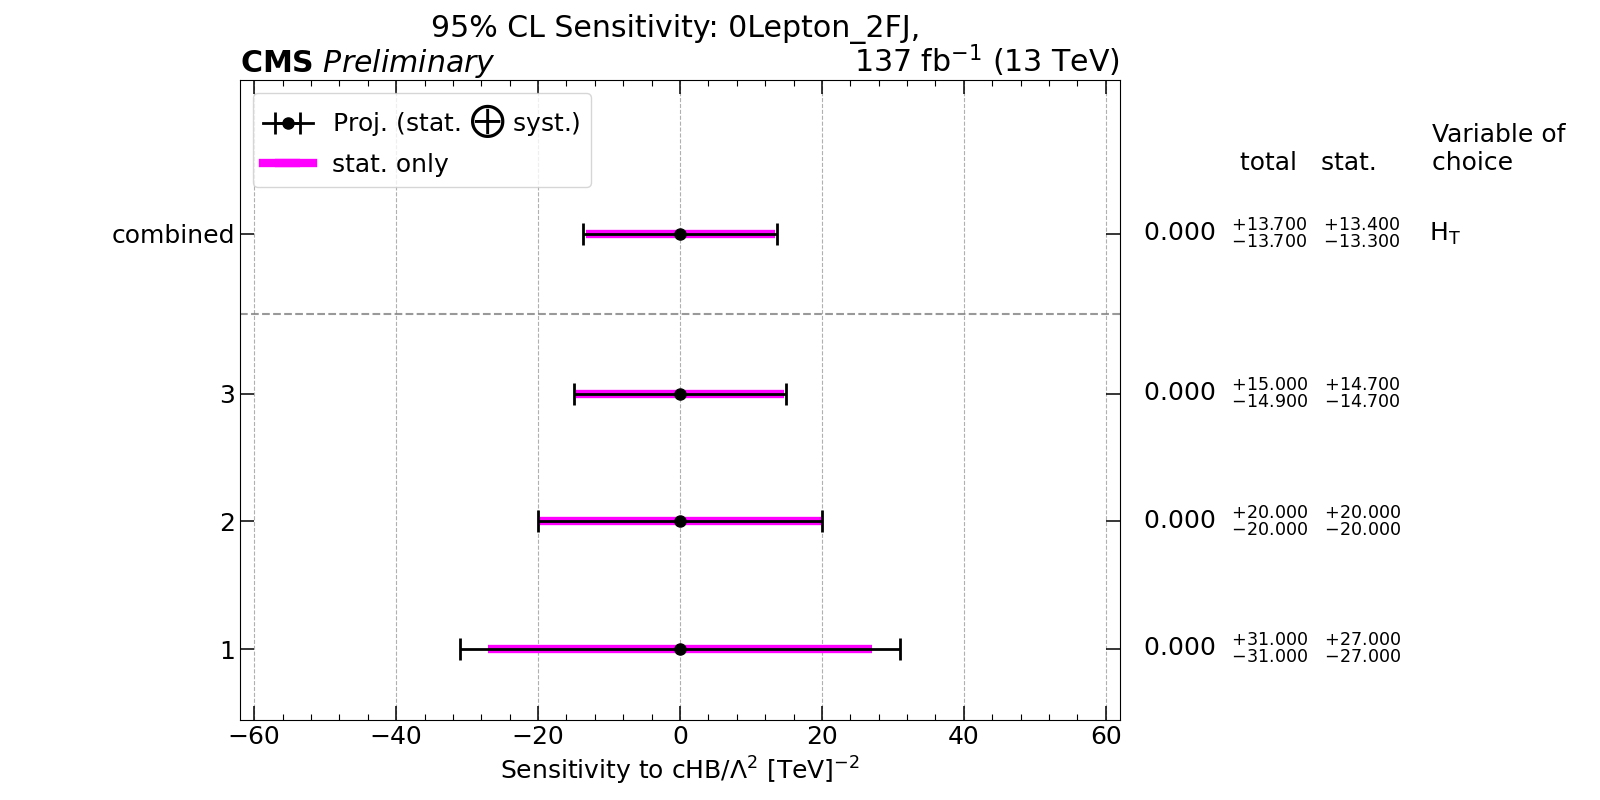 95% CL Sensitivity: 0Lepton_2FJ,
CMS Preliminary 137 fb⁻¹ (13 TeV)
Proj. (stat. ⊕ syst.)
stat. only
Variable of
total stat. choice
combined 0.000 +13.700 +13.400 H_T
−13.700 −13.300
3 0.000 +15.000 +14.700
−14.900 −14.700
2 0.000 +20.000 +20.000
−20.000 −20.000
1 0.000 +31.000 +27.000
−31.000 −27.000
−60 −40 −20 0 20 40 60
Sensitivity to cHB/Λ² [TeV]⁻²